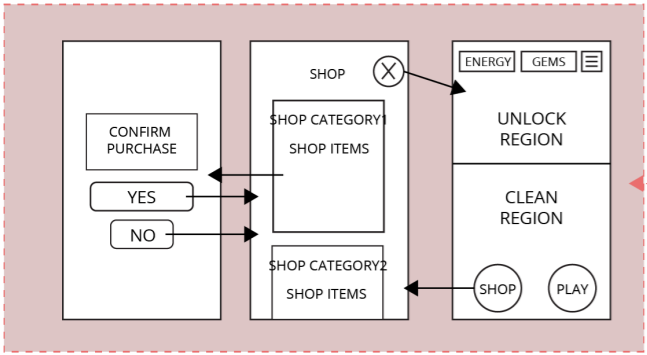 CONFIRM
PURCHASE
YES
NO
SHOP
X
SHOP CATEGORY1
SHOP ITEMS
SHOP CATEGORY2
SHOP ITEMS
ENERGY
GEMS
UNLOCK
REGION
CLEAN
REGION
SHOP
PLAY